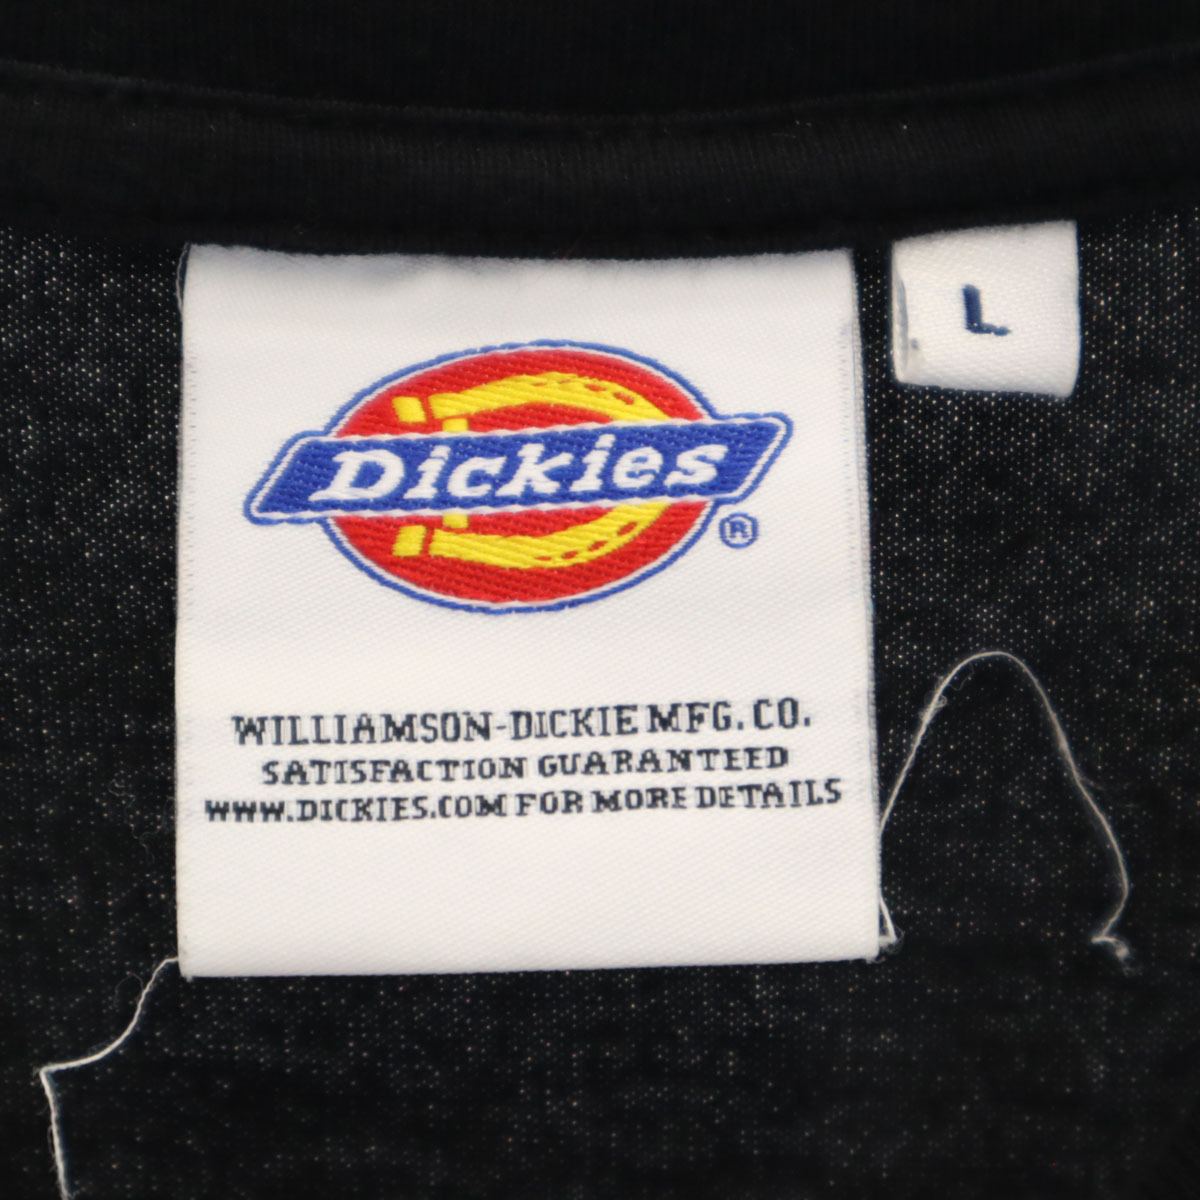 L
Dickies
®
WILLIAMSON-DICKIE MFG. CO.
SATISFACTION GUARANTEED
WWW.DICKIES.COM FOR MORE DETAILS